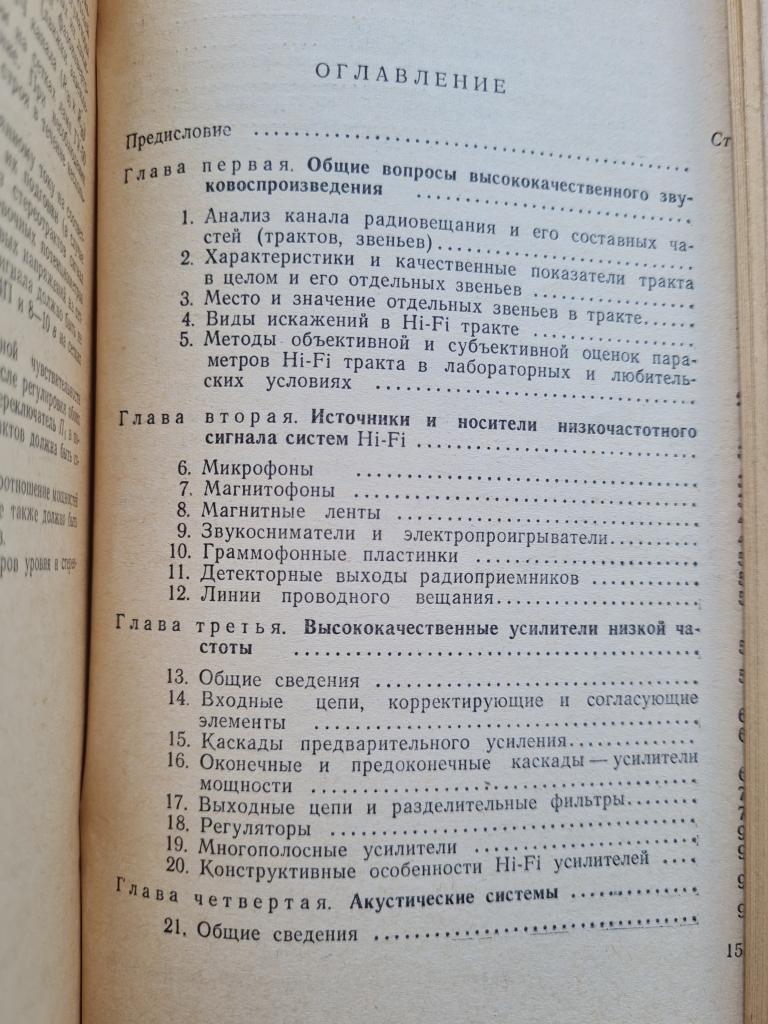 ОГЛАВЛЕНИЕ
Ст
Предисловие
Глава первая. Общие вопросы высококачественного зву-
ковоспроизведения
1. Анализ канала радиовещания и его составных ча-
стей (трактов, звеньев)
2. Характеристики и качественные показатели тракта
в целом и его отдельных звеньев
3. Место и значение отдельных звеньев в тракте
4. Виды искажений в Hi-Fi тракте
5. Методы объективной и субъективной оценок пара-
метров Hi-Fi тракта в лабораторных и любитель-
ских условиях
Глава вторая. Источники и носители низкочастотного
сигнала систем Hi-Fi
6. Микрофоны
7. Магнитофоны
8. Магнитные ленты
9. Звукосниматели и электропроигрыватели
10. Граммофонные пластинки
11. Детекторные выходы радиоприемников
12. Линии проводного вещания
Глава третья. Высококачественные усилители низкой ча-
стоты
13. Общие сведения
14. Входные цепи, корректирующие и согласующие
элементы
15. Каскады предварительного усиления
16. Оконечные и предоконечные каскады — усилители
мощности
17. Выходные цепи и разделительные фильтры
18. Регуляторы
19. Многополосные усилители
20. Конструктивные особенности Hi-Fi усилителей
Глава четвертая. Акустические системы
21. Общие сведения
15